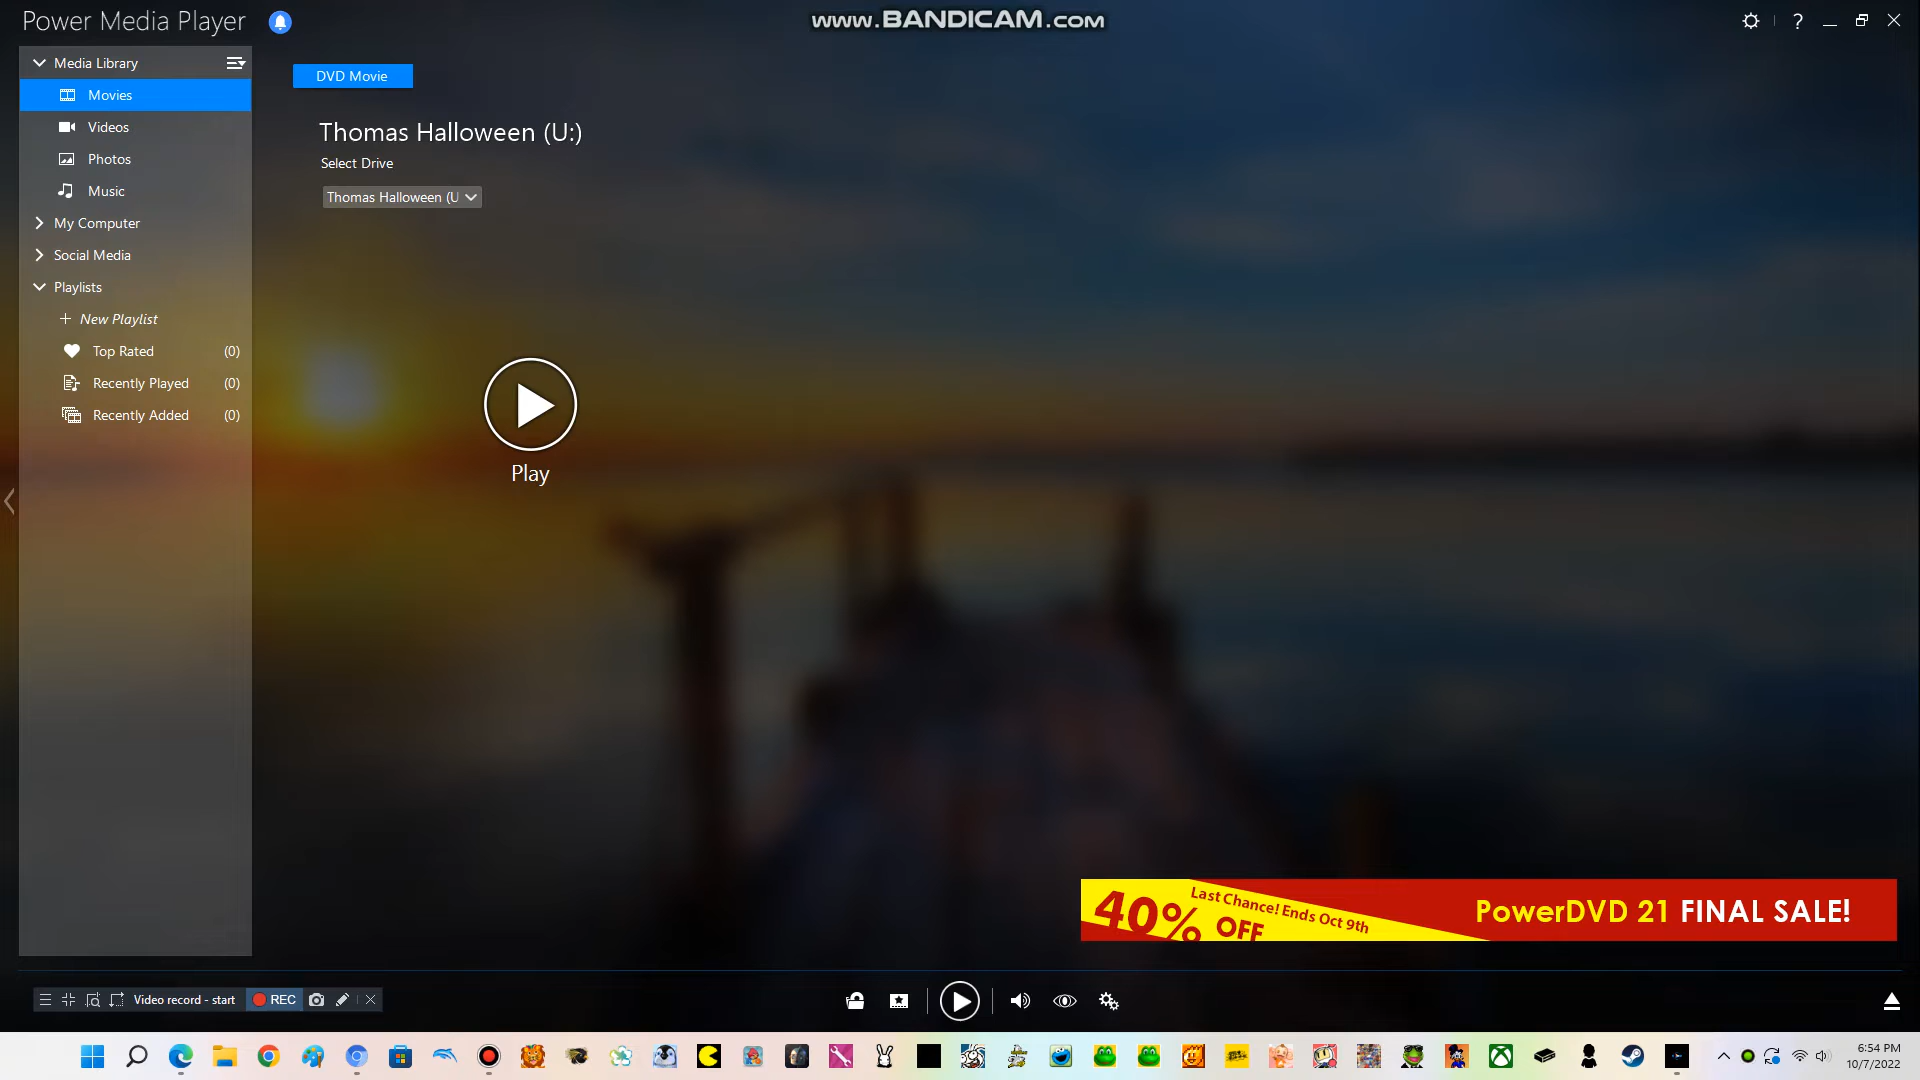 Power Media Player
www.BANDICAM.com
Media Library
Movies
Videos
Photos
Music
My Computer
Social Media
Playlists
New Playlist
Top Rated (0)
Recently Played (0)
Recently Added (0)
DVD Movie
Thomas Halloween (U:)
Select Drive
Thomas Halloween (U
Play
40% OFF
Last Chance! Ends Oct 9th
PowerDVD 21 FINAL SALE!
Video record - start
REC
6:54 PM
10/7/2022